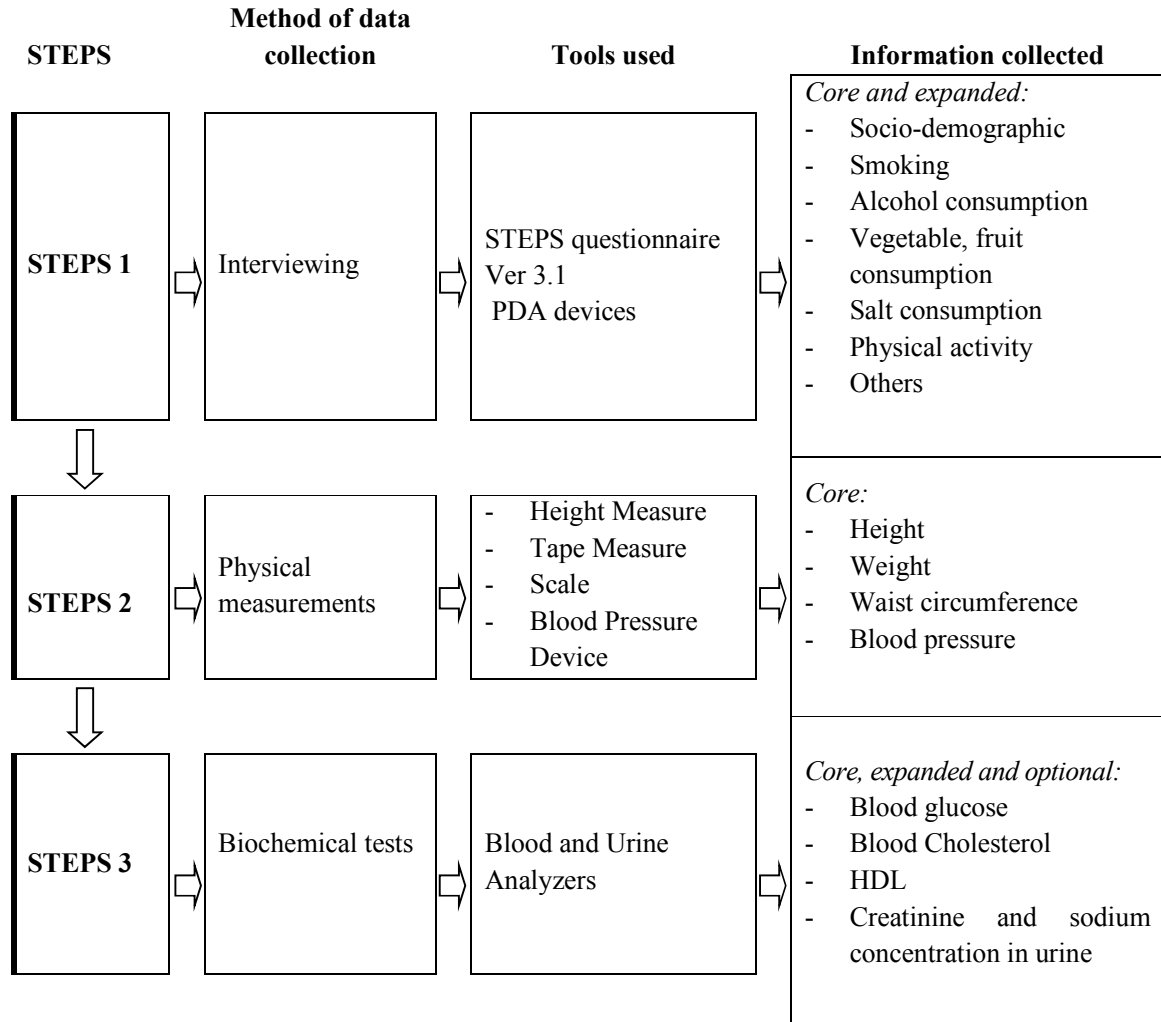 STEPS
Method of data
collection
Tools used
Information collected
STEPS 1
Interviewing
STEPS questionnaire
Ver 3.1
PDA devices
Core and expanded:
- Socio-demographic
- Smoking
- Alcohol consumption
- Vegetable, fruit
consumption
- Salt consumption
- Physical activity
- Others
STEPS 2
Physical
measurements
- Height Measure
- Tape Measure
- Scale
- Blood Pressure
Device
Core:
- Height
- Weight
- Waist circumference
- Blood pressure
STEPS 3
Biochemical tests
Blood and Urine
Analyzers
Core, expanded and optional:
- Blood glucose
- Blood Cholesterol
- HDL
- Creatinine and sodium
concentration in urine